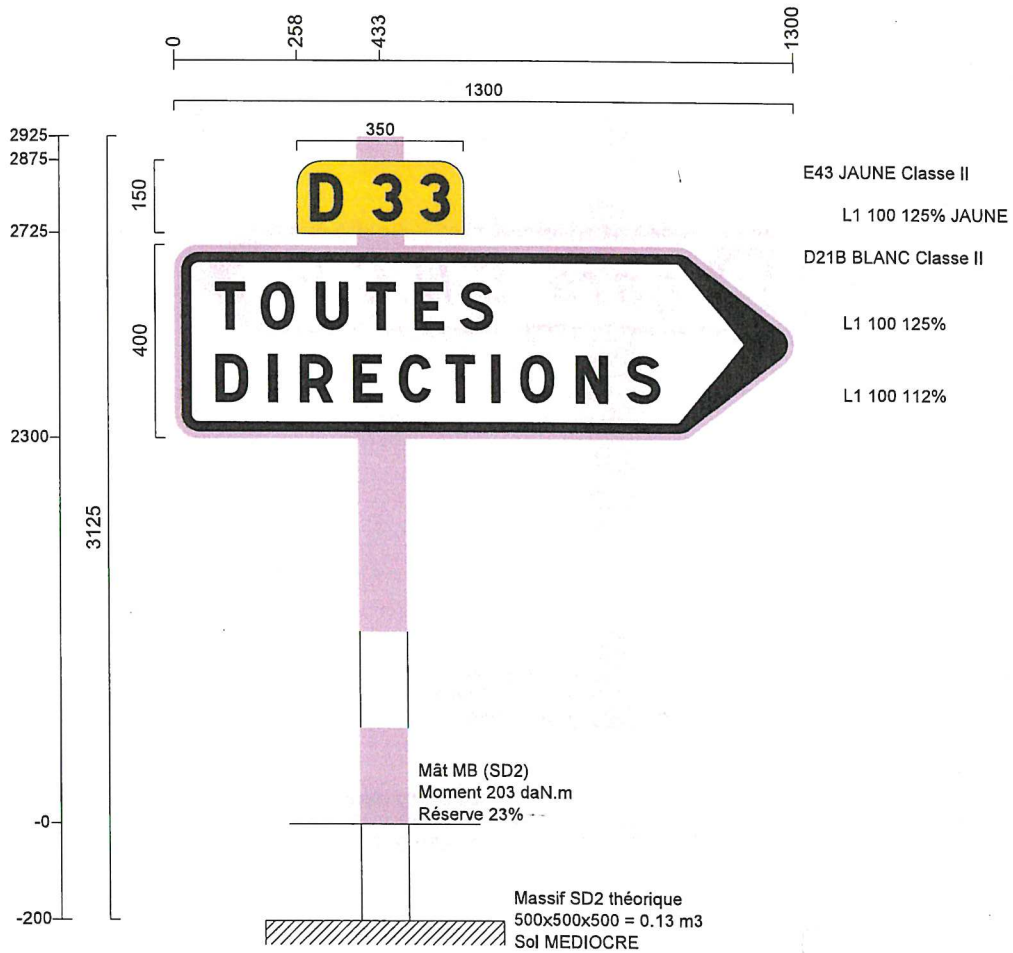 0
258
433
1300
1300
350
2925
2875
2725
2300
-0
-200
3125
150
400
D 33
TOUTES
DIRECTIONS
E43 JAUNE Classe II
L1 100 125% JAUNE
D21B BLANC Classe II
L1 100 125%
L1 100 112%
Mât MB (SD2)
Moment 203 daN.m
Réserve 23%
Massif SD2 théorique
500x500x500 = 0.13 m3
Sol MEDIOCRE